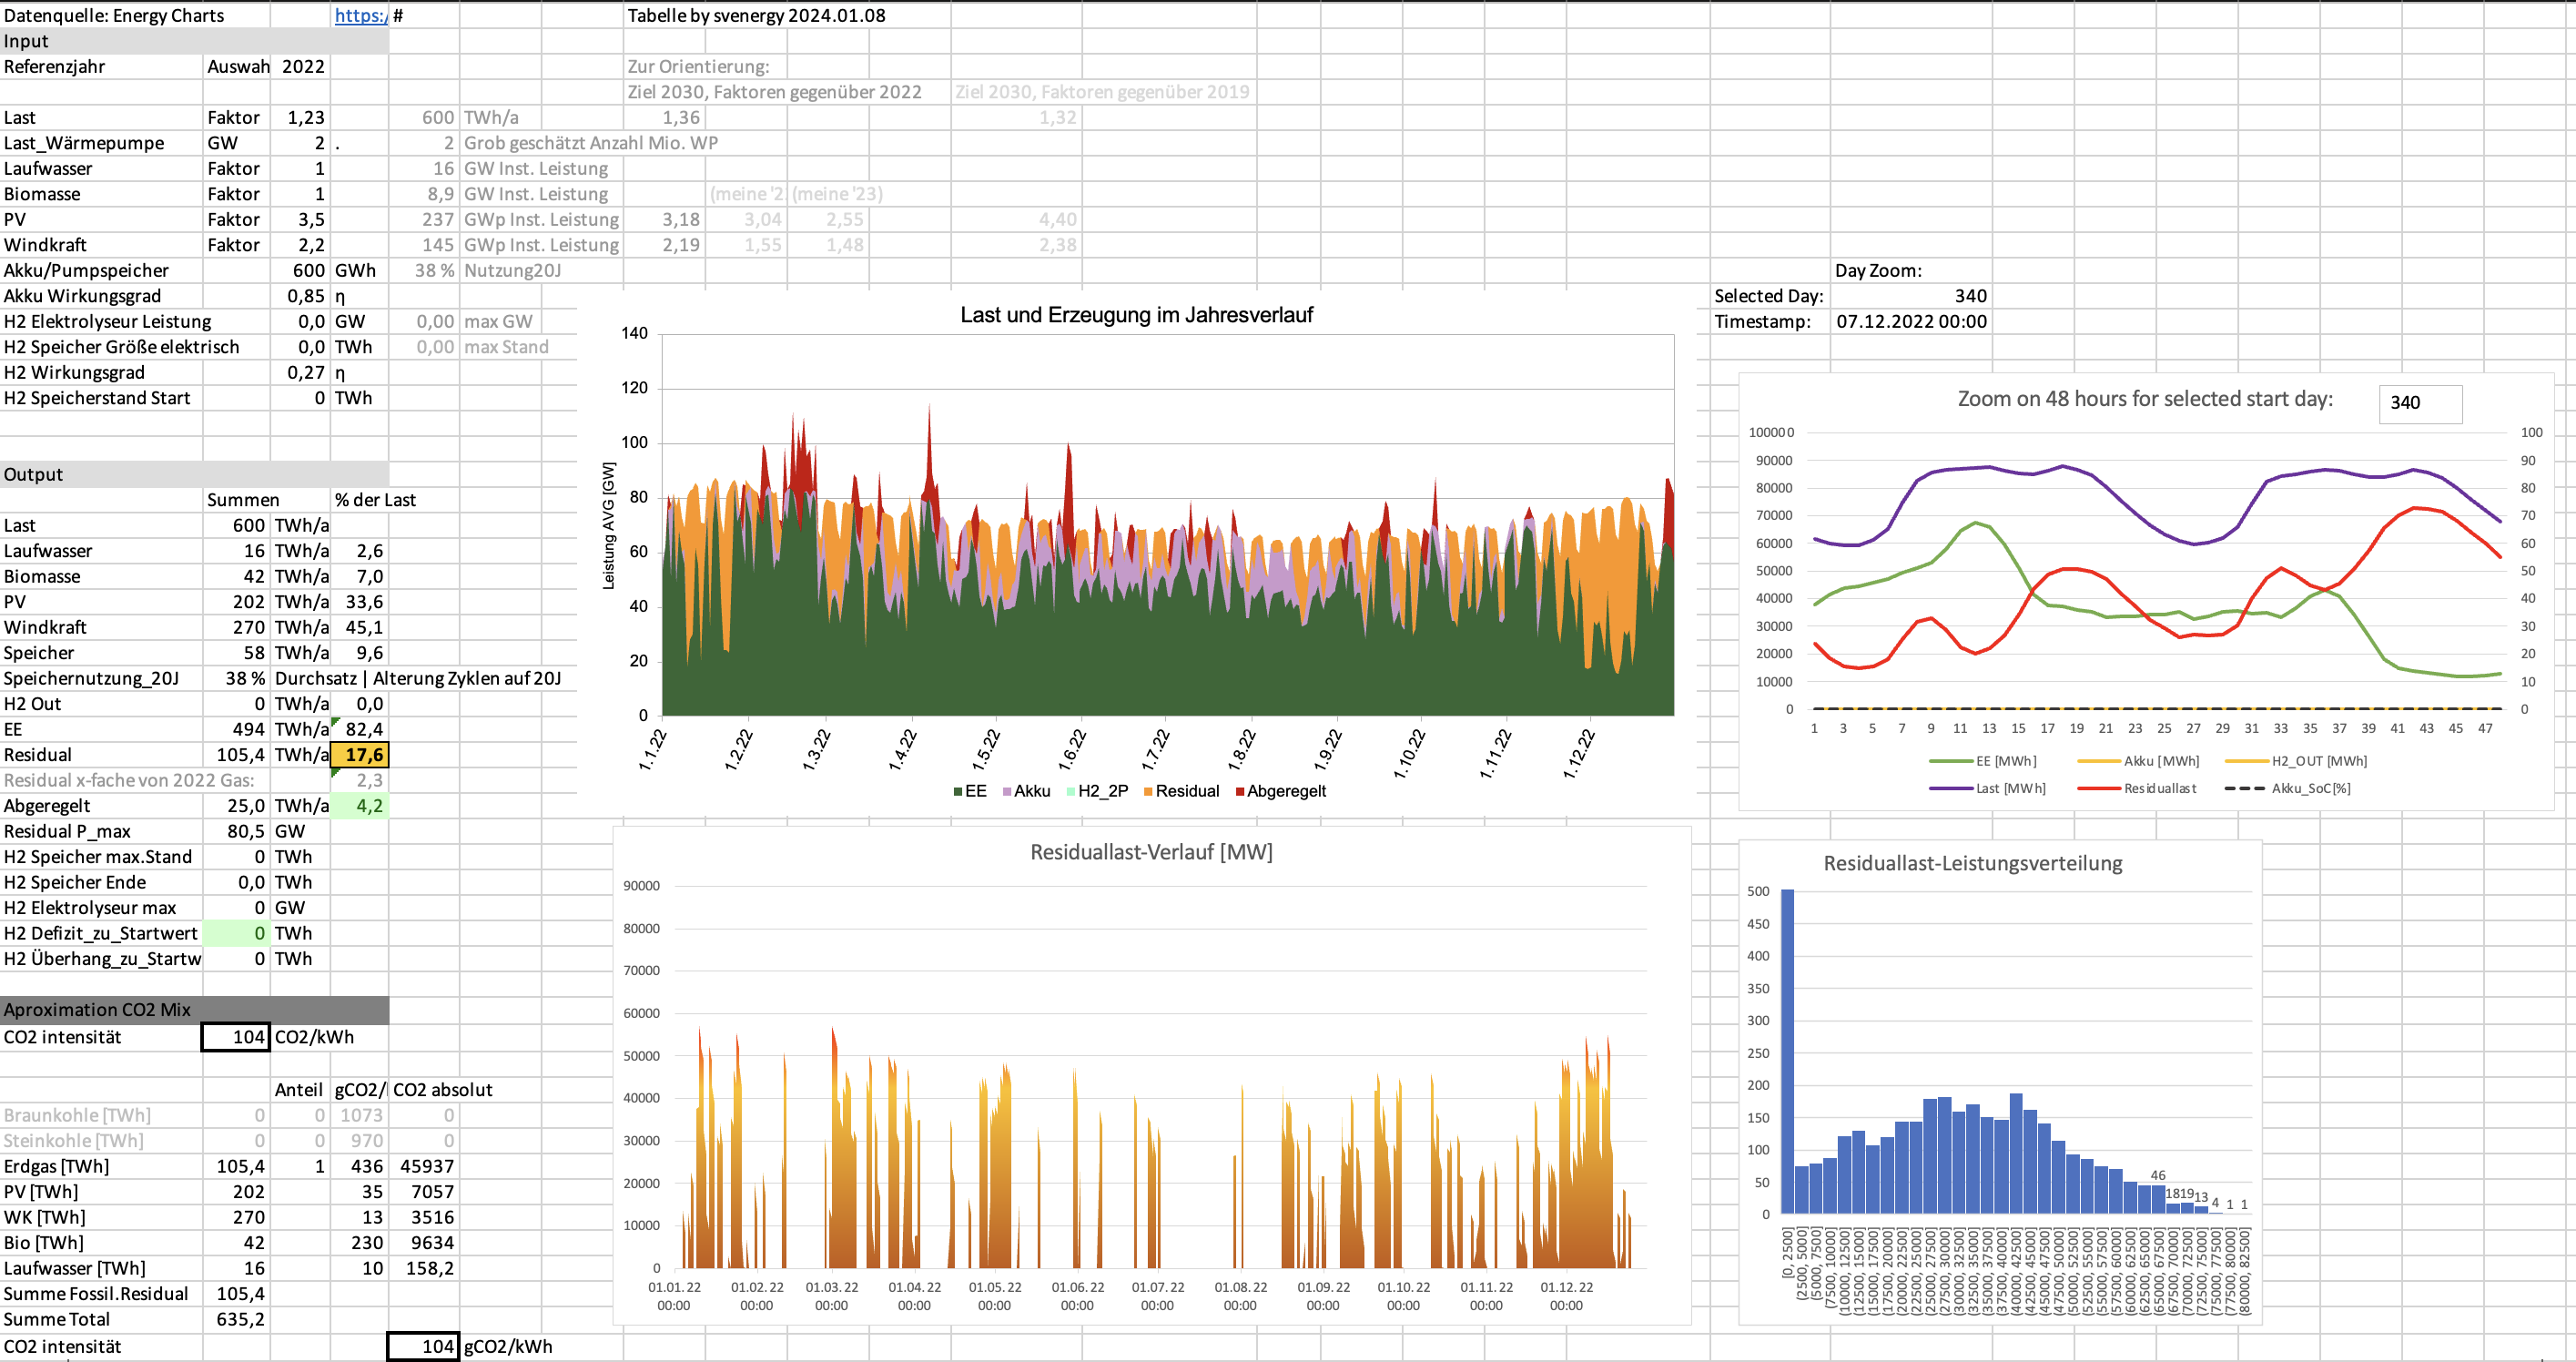 Datenquelle: Energy Charts https:/ # Tabelle by svenergy 2024.01.08
Input
Referenzjahr Auswah 2022 Zur Orientierung:
Ziel 2030, Faktoren gegenüber 2022 Ziel 2030, Faktoren gegenüber 2019
Last Faktor 1,23 600 TWh/a 1,36 1,32
Last_Wärmepumpe GW 2 . 2 Grob geschätzt Anzahl Mio. WP
Laufwasser Faktor 1 16 GW Inst. Leistung
Biomasse Faktor 1 8,9 GW Inst. Leistung (meine '2 (meine '23)
PV Faktor 3,5 237 GWp Inst. Leistung 3,18 3,04 2,55 4,40
Windkraft Faktor 2,2 145 GWp Inst. Leistung 2,19 1,55 1,48 2,38
Akku/Pumpspeicher 600 GWh 38 % Nutzung20J
Akku Wirkungsgrad 0,85 η
H2 Elektrolyseur Leistung 0,0 GW 0,00 max GW
H2 Speicher Größe elektrisch 0,0 TWh 0,00 max Stand
H2 Wirkungsgrad 0,27 η
H2 Speicherstand Start 0 TWh
Output
Summen % der Last
Last 600 TWh/a
Laufwasser 16 TWh/a 2,6
Biomasse 42 TWh/a 7,0
PV 202 TWh/a 33,6
Windkraft 270 TWh/a 45,1
Speicher 58 TWh/a 9,6
Speichernutzung_20J 38 % Durchsatz | Alterung Zyklen auf 20J
H2 Out 0 TWh/a 0,0
EE 494 TWh/a 82,4
Residual 105,4 TWh/a 17,6
Residual x-fache von 2022 Gas: 2,3
Abgeregelt 25,0 TWh/a 4,2
Residual P_max 80,5 GW
H2 Speicher max.Stand 0 TWh
H2 Speicher Ende 0,0 TWh
H2 Elektrolyseur max 0 GW
H2 Defizit_zu_Startwert 0 TWh
H2 Überhang_zu_Startw 0 TWh
Aproximation CO2 Mix
CO2 intensität 104 CO2/kWh
Anteil gCO2/ CO2 absolut
Braunkohle [TWh] 0 0 1073 0
Steinkohle [TWh] 0 0 970 0
Erdgas [TWh] 105,4 1 436 45937
PV [TWh] 202 35 7057
WK [TWh] 270 13 3516
Bio [TWh] 42 230 9634
Laufwasser [TWh] 16 10 158,2
Summe Fossil.Residual 105,4
Summe Total 635,2
CO2 intensität 104 gCO2/kWh
Last und Erzeugung im Jahresverlauf
Leistung AVG [GW]
140
120
100
80
60
40
20
0
1.1.22 1.2.22 1.3.22 1.4.22 1.5.22 1.6.22 1.7.22 1.8.22 1.9.22 1.10.22 1.11.22 1.12.22
EE Akku H2_2P Residual Abgeregelt
Residuallast-Verlauf [MW]
90000
80000
70000
60000
50000
40000
30000
20000
10000
0
01.01.22 01.02.22 01.03.22 01.04.22 01.05.22 01.06.22 01.07.22 01.08.22 01.09.22 01.10.22 01.11.22 01.12.22
00:00 00:00 00:00 00:00 00:00 00:00 00:00 00:00 00:00 00:00 00:00 00:00
Day Zoom:
Selected Day: 340
Timestamp: 07.12.2022 00:00
Zoom on 48 hours for selected start day: 340
100000 100
90000 90
80000 80
70000 70
60000 60
50000 50
40000 40
30000 30
20000 20
10000 10
0 0
1 3 5 7 9 11 13 15 17 19 21 23 25 27 29 31 33 35 37 39 41 43 45 47
EE [MWh] Akku [MWh] H2_OUT [MWh]
Last [MWh] Residuallast Akku_SoC[%]
Residuallast-Leistungsverteilung
500
450
400
350
300
250
200
150
100
50
0
46 18 19 13 4 1 1
[0, 2500]
(2500, 5000]
(5000, 7500]
(7500, 10000]
(10000, 12500]
(12500, 15000]
(15000, 17500]
(17500, 20000]
(20000, 22500]
(22500, 25000]
(25000, 27500]
(27500, 30000]
(30000, 32500]
(32500, 35000]
(35000, 37500]
(37500, 40000]
(40000, 42500]
(42500, 45000]
(45000, 47500]
(47500, 50000]
(50000, 52500]
(52500, 55000]
(55000, 57500]
(57500, 60000]
(60000, 62500]
(62500, 65000]
(65000, 67500]
(67500, 70000]
(70000, 72500]
(72500, 75000]
(75000, 77500]
(77500, 80000]
(80000, 82500]